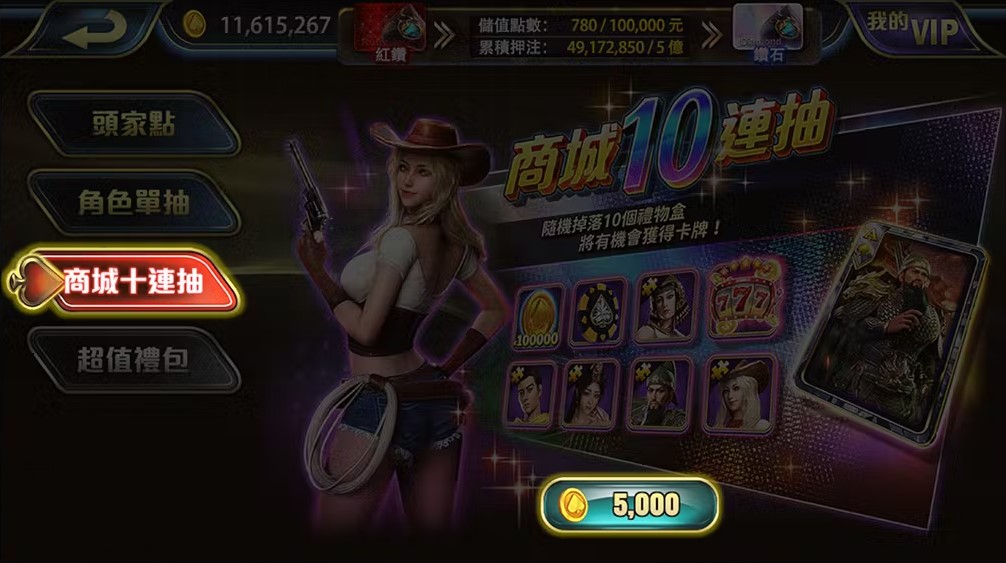 11,615,267
紅鑽
儲值點數： 780 / 100,000 元
累積押注： 49,172,850 / 5 億
鑽石
我的VIP
頭家點
角色單抽
商城十連抽
超值禮包
商城10連抽
隨機掉落10個禮物盒
將有機會獲得卡牌！
100000
777
5,000